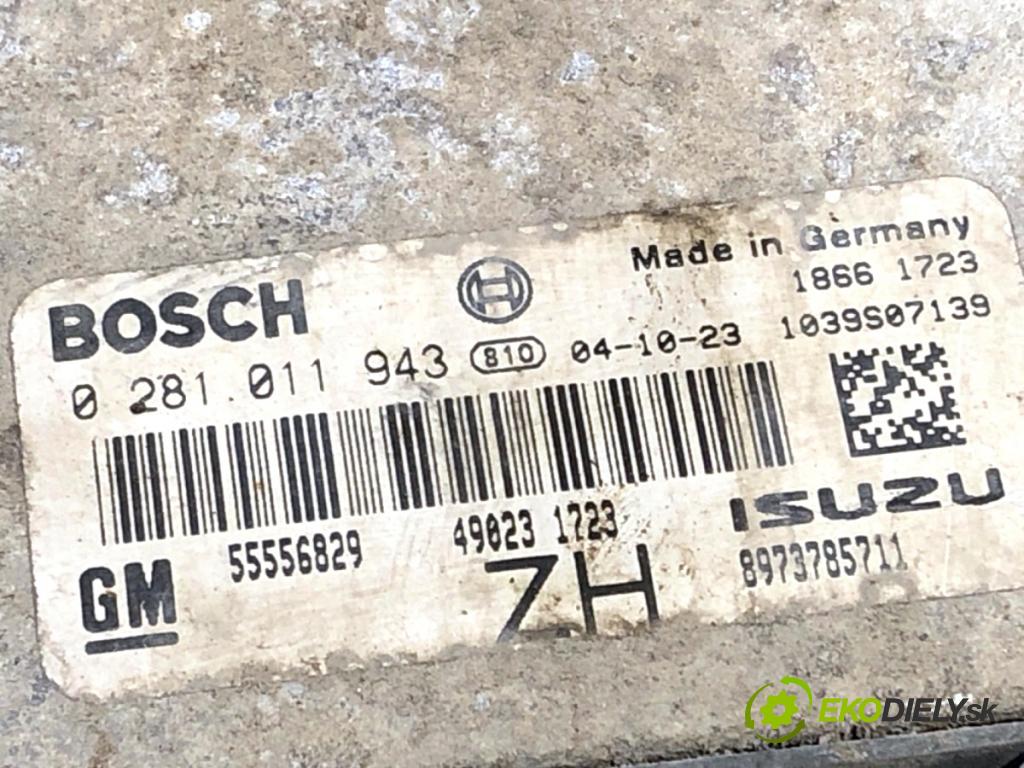 Made in Germany
1866 1723
BOSCH
0 281 011 943 810 04-10-23 1039S07139
55556829 49023 1723
ISUZU
GM ZH 8973785711
EKODIELY.sk